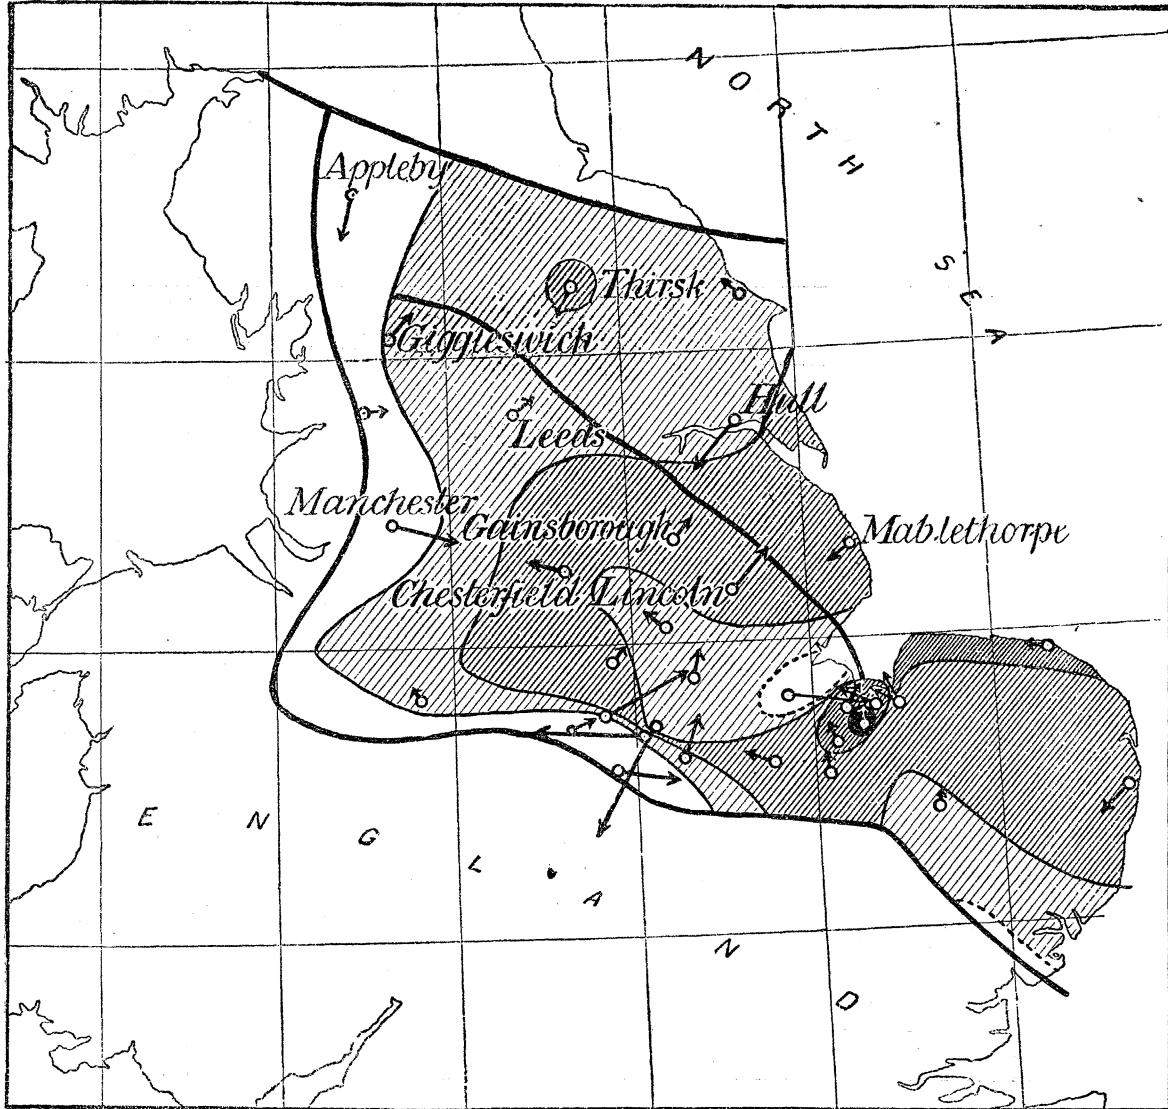 NORTH
SEA
Appleby
Thirsk
Giggleswich
Hull
Leeds
Manchester
Gainsborough
Mablethorpe
Chesterfield
Lincoln
ENGLAND